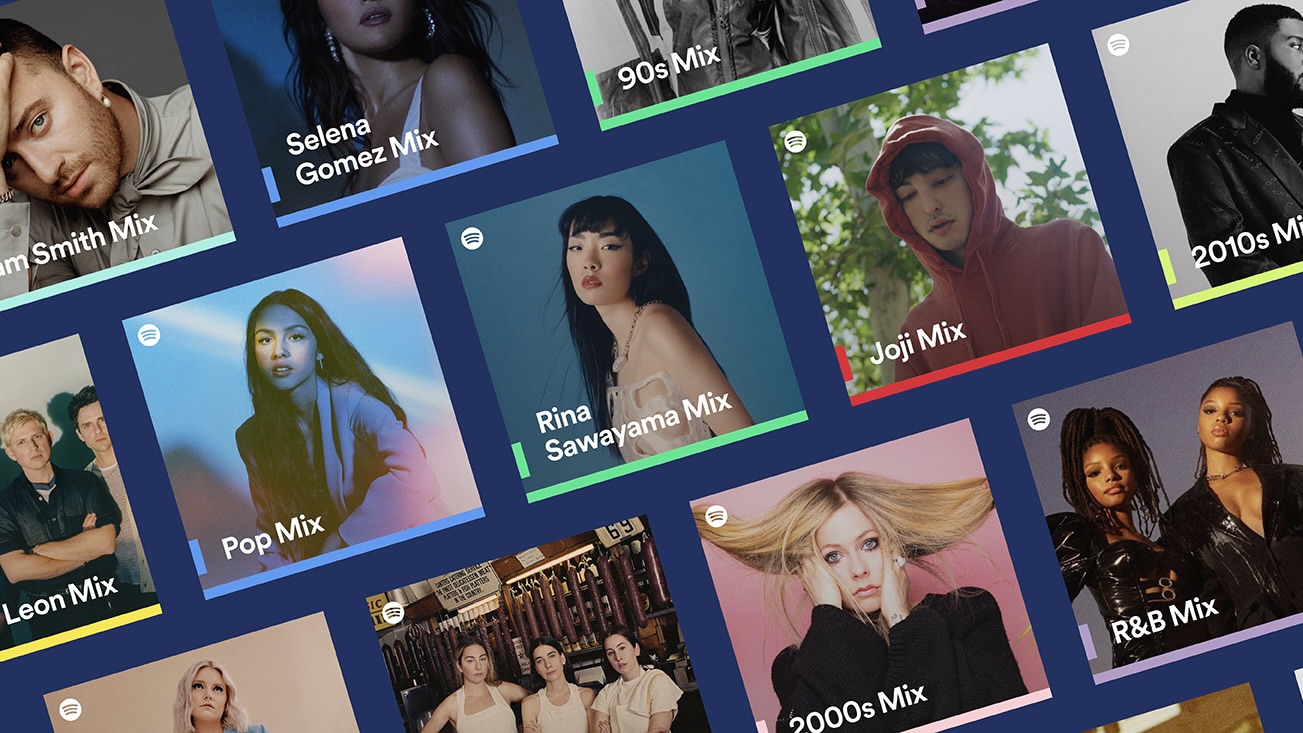 90s Mix
Selena
Gomez Mix
am Smith Mix
2010s Mi
Joji Mix
Rina
Sawayama Mix
Pop Mix
Leon Mix
R&B Mix
2000s Mix
69